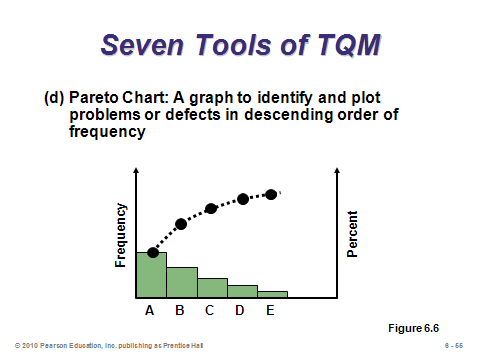 Seven Tools of TQM
(d) Pareto Chart: A graph to identify and plot
problems or defects in descending order of
frequency
Frequency
Percent
A B C D E
Figure 6.6
© 2010 Pearson Education, Inc. publishing as Prentice Hall
6 - 55